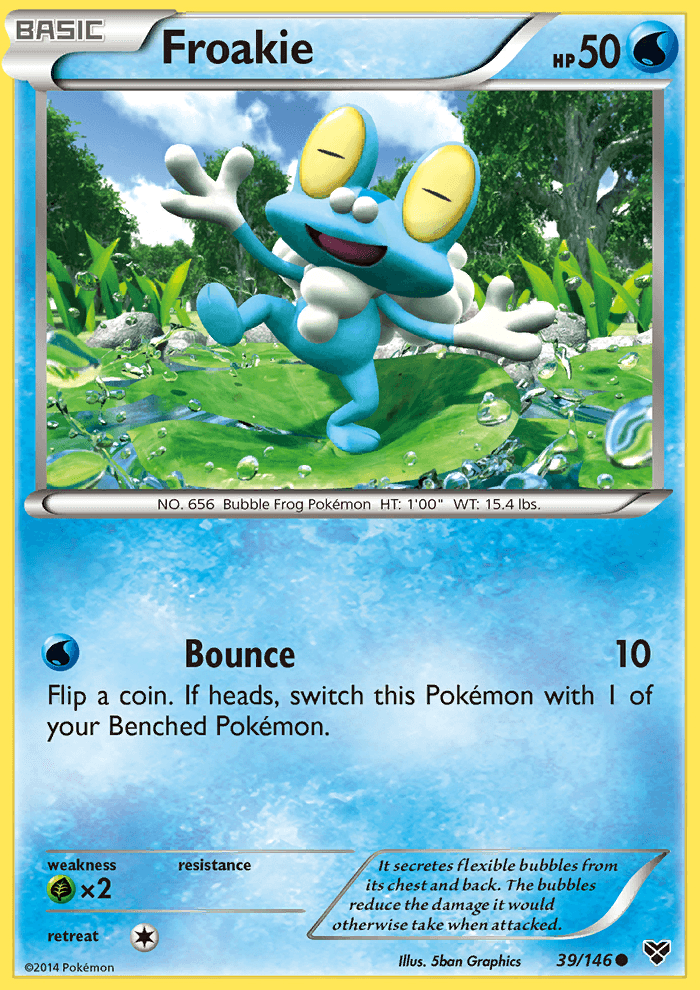 BASIC
Froakie
HP50
NO. 656 Bubble Frog Pokémon HT: 1'00" WT: 15.4 lbs.
Bounce 10
Flip a coin. If heads, switch this Pokémon with 1 of
your Benched Pokémon.
weakness resistance
×2
retreat
It secretes flexible bubbles from
its chest and back. The bubbles
reduce the damage it would
otherwise take when attacked.
©2014 Pokémon
Illus. 5ban Graphics
39/146